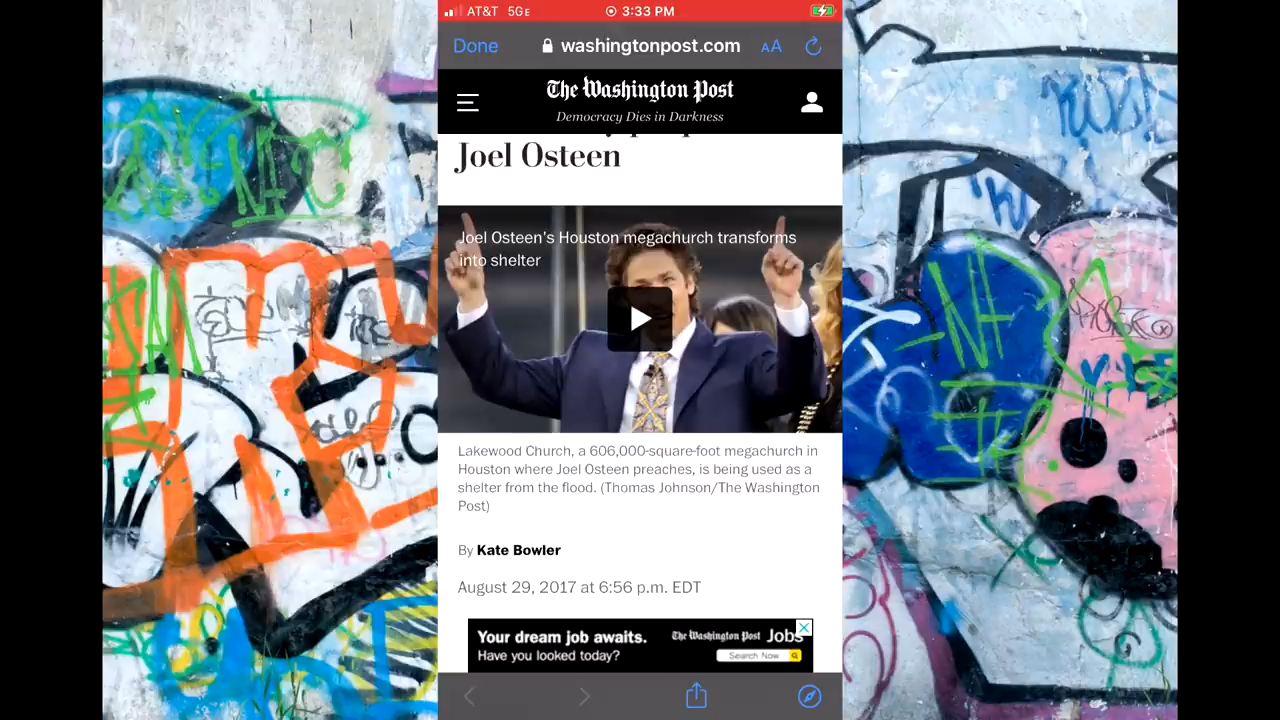 AT&T 5GE 3:33 PM
Done washingtonpost.com AA
The Washington Post
Democracy Dies in Darkness
Joel Osteen
Joel Osteen's Houston megachurch transforms
into shelter
Lakewood Church, a 606,000-square-foot megachurch in
Houston where Joel Osteen preaches, is being used as a
shelter from the flood. (Thomas Johnson/The Washington
Post)
By Kate Bowler
August 29, 2017 at 6:56 p.m. EDT
Your dream job awaits.
Have you looked today?
The Washington Post Jobs
Search Now